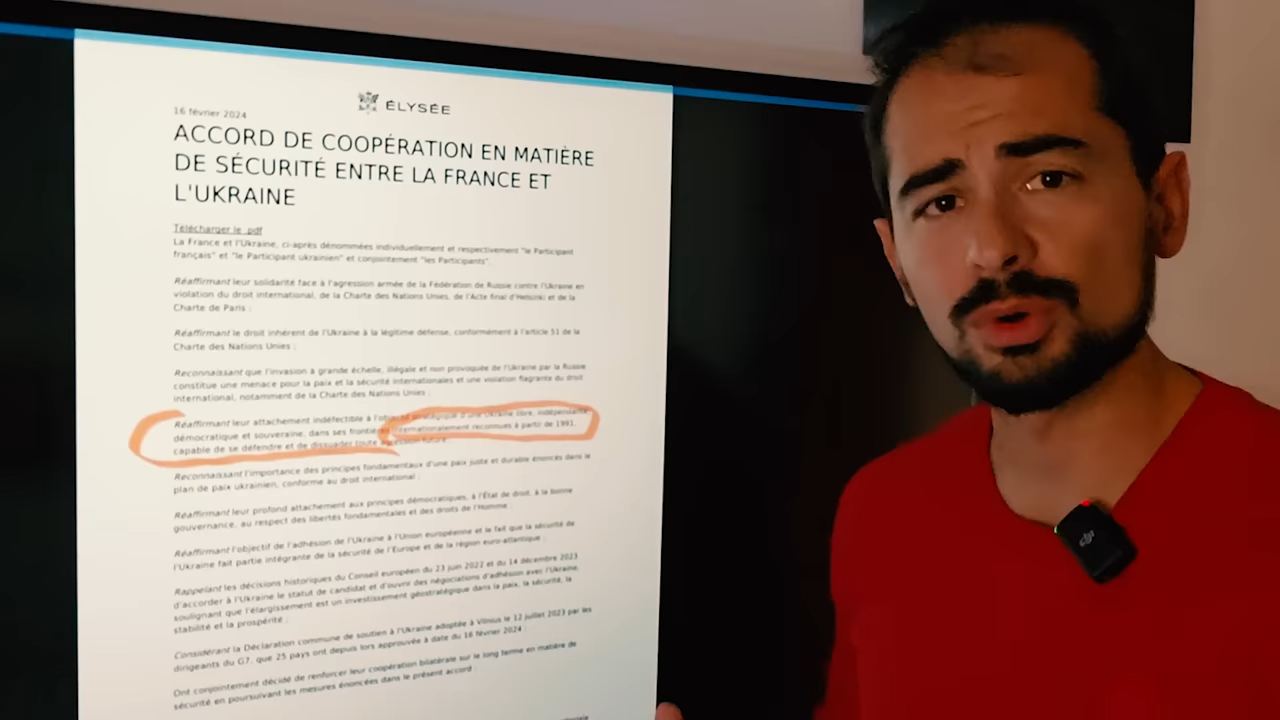 ÉLYSÉE
16 février 2024
ACCORD DE COOPÉRATION EN MATIÈRE
DE SÉCURITÉ ENTRE LA FRANCE ET
L'UKRAINE
Télécharger le .pdf
La France et l'Ukraine, ci-après dénommées individuellement et respectivement "le Participant
français" et "le Participant ukrainien" et conjointement "les Participants".
Réaffirmant leur solidarité face à l'agression armée de la Fédération de Russie contre l'Ukraine en
violation du droit international, de la Charte des Nations Unies, de l'Acte final d'Helsinki et de la
Charte de Paris ;
Réaffirmant le droit inhérent de l'Ukraine à la légitime défense, conformément à l'article 51 de la
Charte des Nations Unies ;
Reconnaissant que l'invasion à grande échelle, illégale et non provoquée de l'Ukraine par la Russie
constitue une menace pour la paix et la sécurité internationales et une violation flagrante du droit
international, notamment de la Charte des Nations Unies ;
Réaffirmant leur attachement indéfectible à l'objectif stratégique d'une Ukraine libre, indépendante,
démocratique et souveraine, dans ses frontières internationalement reconnues à partir de 1991,
capable de se défendre et de dissuader toute agression future
Reconnaissant l'importance des principes fondamentaux d'une paix juste et durable énoncés dans le
plan de paix ukrainien, conforme au droit international ;
Réaffirmant leur profond attachement aux principes démocratiques, à l'État de droit, à la bonne
gouvernance, au respect des libertés fondamentales et des droits de l'Homme ;
Réaffirmant l'objectif de l'adhésion de l'Ukraine à l'Union européenne et le fait que la sécurité de
l'Ukraine fait partie intégrante de la sécurité de l'Europe et de la région euro-atlantique ;
Rappelant les décisions historiques du Conseil européen du 23 juin 2022 et du 14 décembre 2023
d'accorder à l'Ukraine le statut de candidat et d'ouvrir des négociations d'adhésion avec l'Ukraine,
soulignant que l'élargissement est un investissement géostratégique dans la paix, la sécurité, la
stabilité et la prospérité ;
Considérant la Déclaration commune de soutien à l'Ukraine adoptée à Vilnius le 12 juillet 2023 par les
dirigeants du G7, que 25 pays ont depuis lors approuvée à date du 16 février 2024 ;
Ont conjointement décidé de renforcer leur coopération bilatérale sur le long terme en matière de
sécurité en poursuivant les mesures énoncées dans le présent accord :
dji